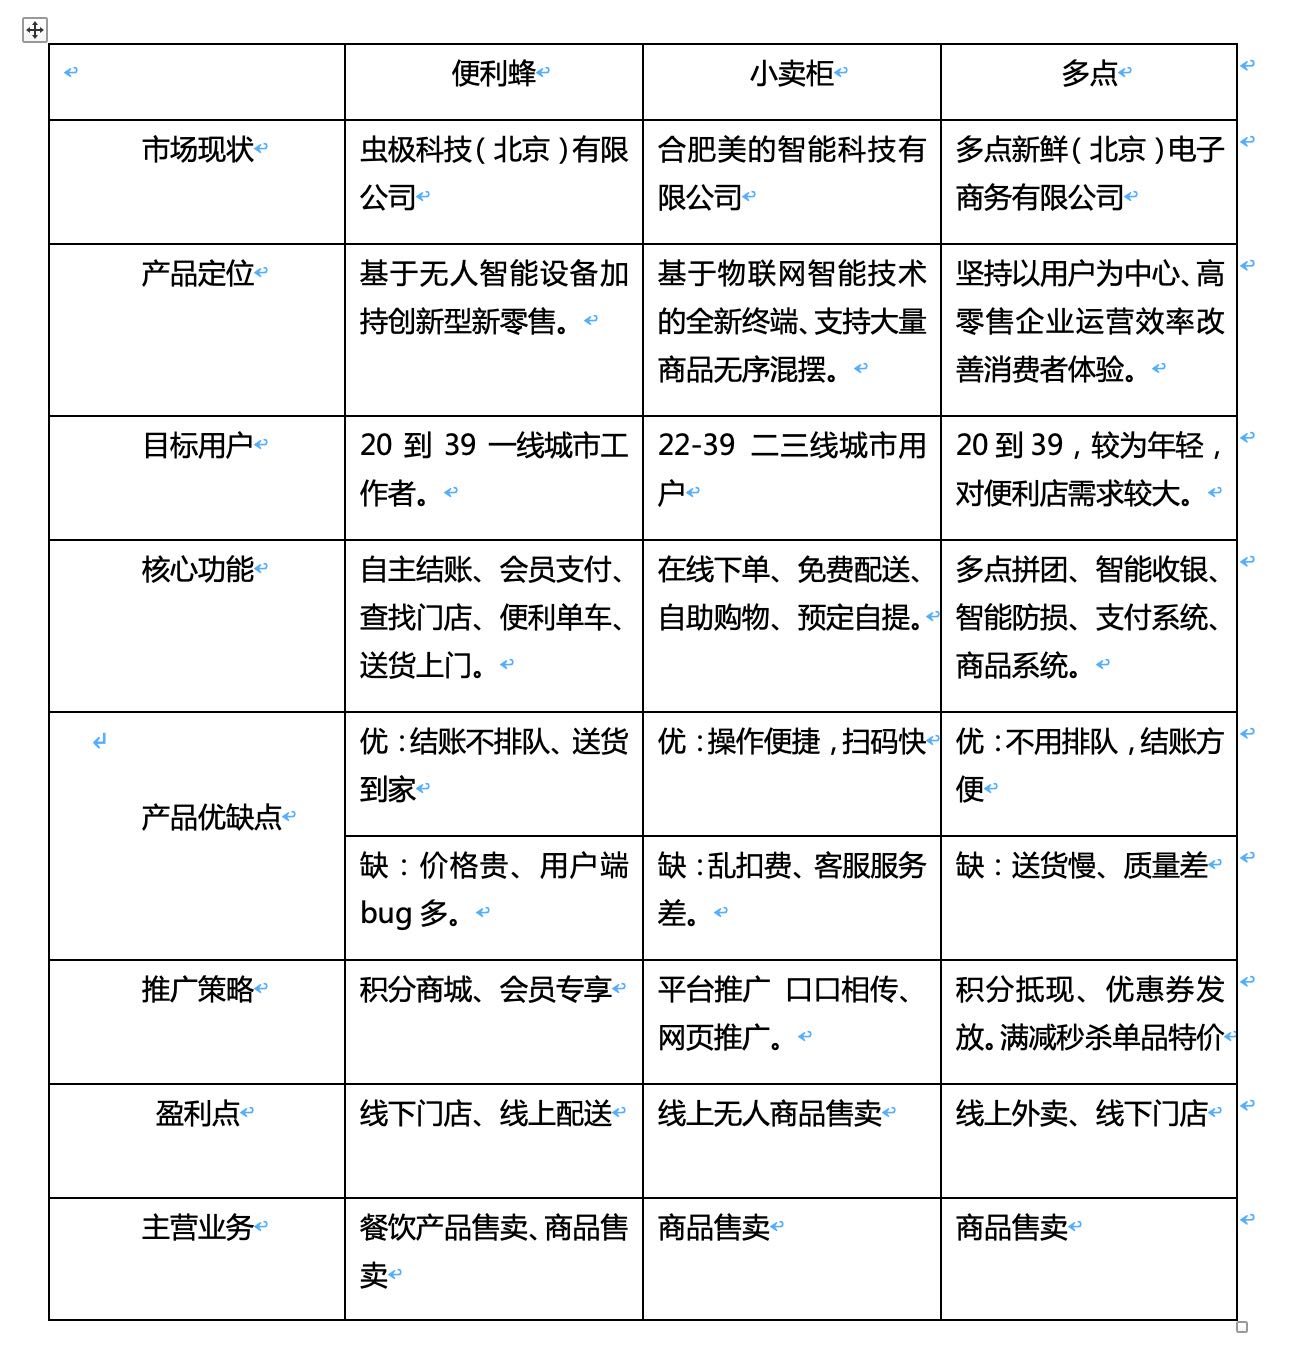 便利蜂
小卖柜
多点
市场现状
虫极科技（北京）有限
公司
合肥美的智能科技有
限公司
多点新鲜（北京）电子
商务有限公司
产品定位
基于无人智能设备加
持创新型新零售。
基于物联网智能技术
的全新终端、支持大量
商品无序混摆。
坚持以用户为中心、高
零售企业运营效率改
善消费者体验。
目标用户
20 到 39 一线城市工
作者。
22-39 二三线城市用
户
20 到 39，较为年轻，
对便利店需求较大。
核心功能
自主结账、会员支付、
查找门店、便利单车、
送货上门。
在线下单、免费配送、
自助购物、预定自提。
多点拼团、智能收银、
智能防损、支付系统、
商品系统。
产品优缺点
优：结账不排队、送货
到家
优：操作便捷，扫码快
优：不用排队，结账方
便
缺：价格贵、用户端
bug 多。
缺：乱扣费、客服服务
差。
缺：送货慢、质量差
推广策略
积分商城、会员专享
平台推广 口口相传、
网页推广。
积分抵现、优惠券发
放。满减秒杀单品特价
盈利点
线下门店、线上配送
线上无人商品售卖
线上外卖、线下门店
主营业务
餐饮产品售卖、商品售
卖
商品售卖
商品售卖